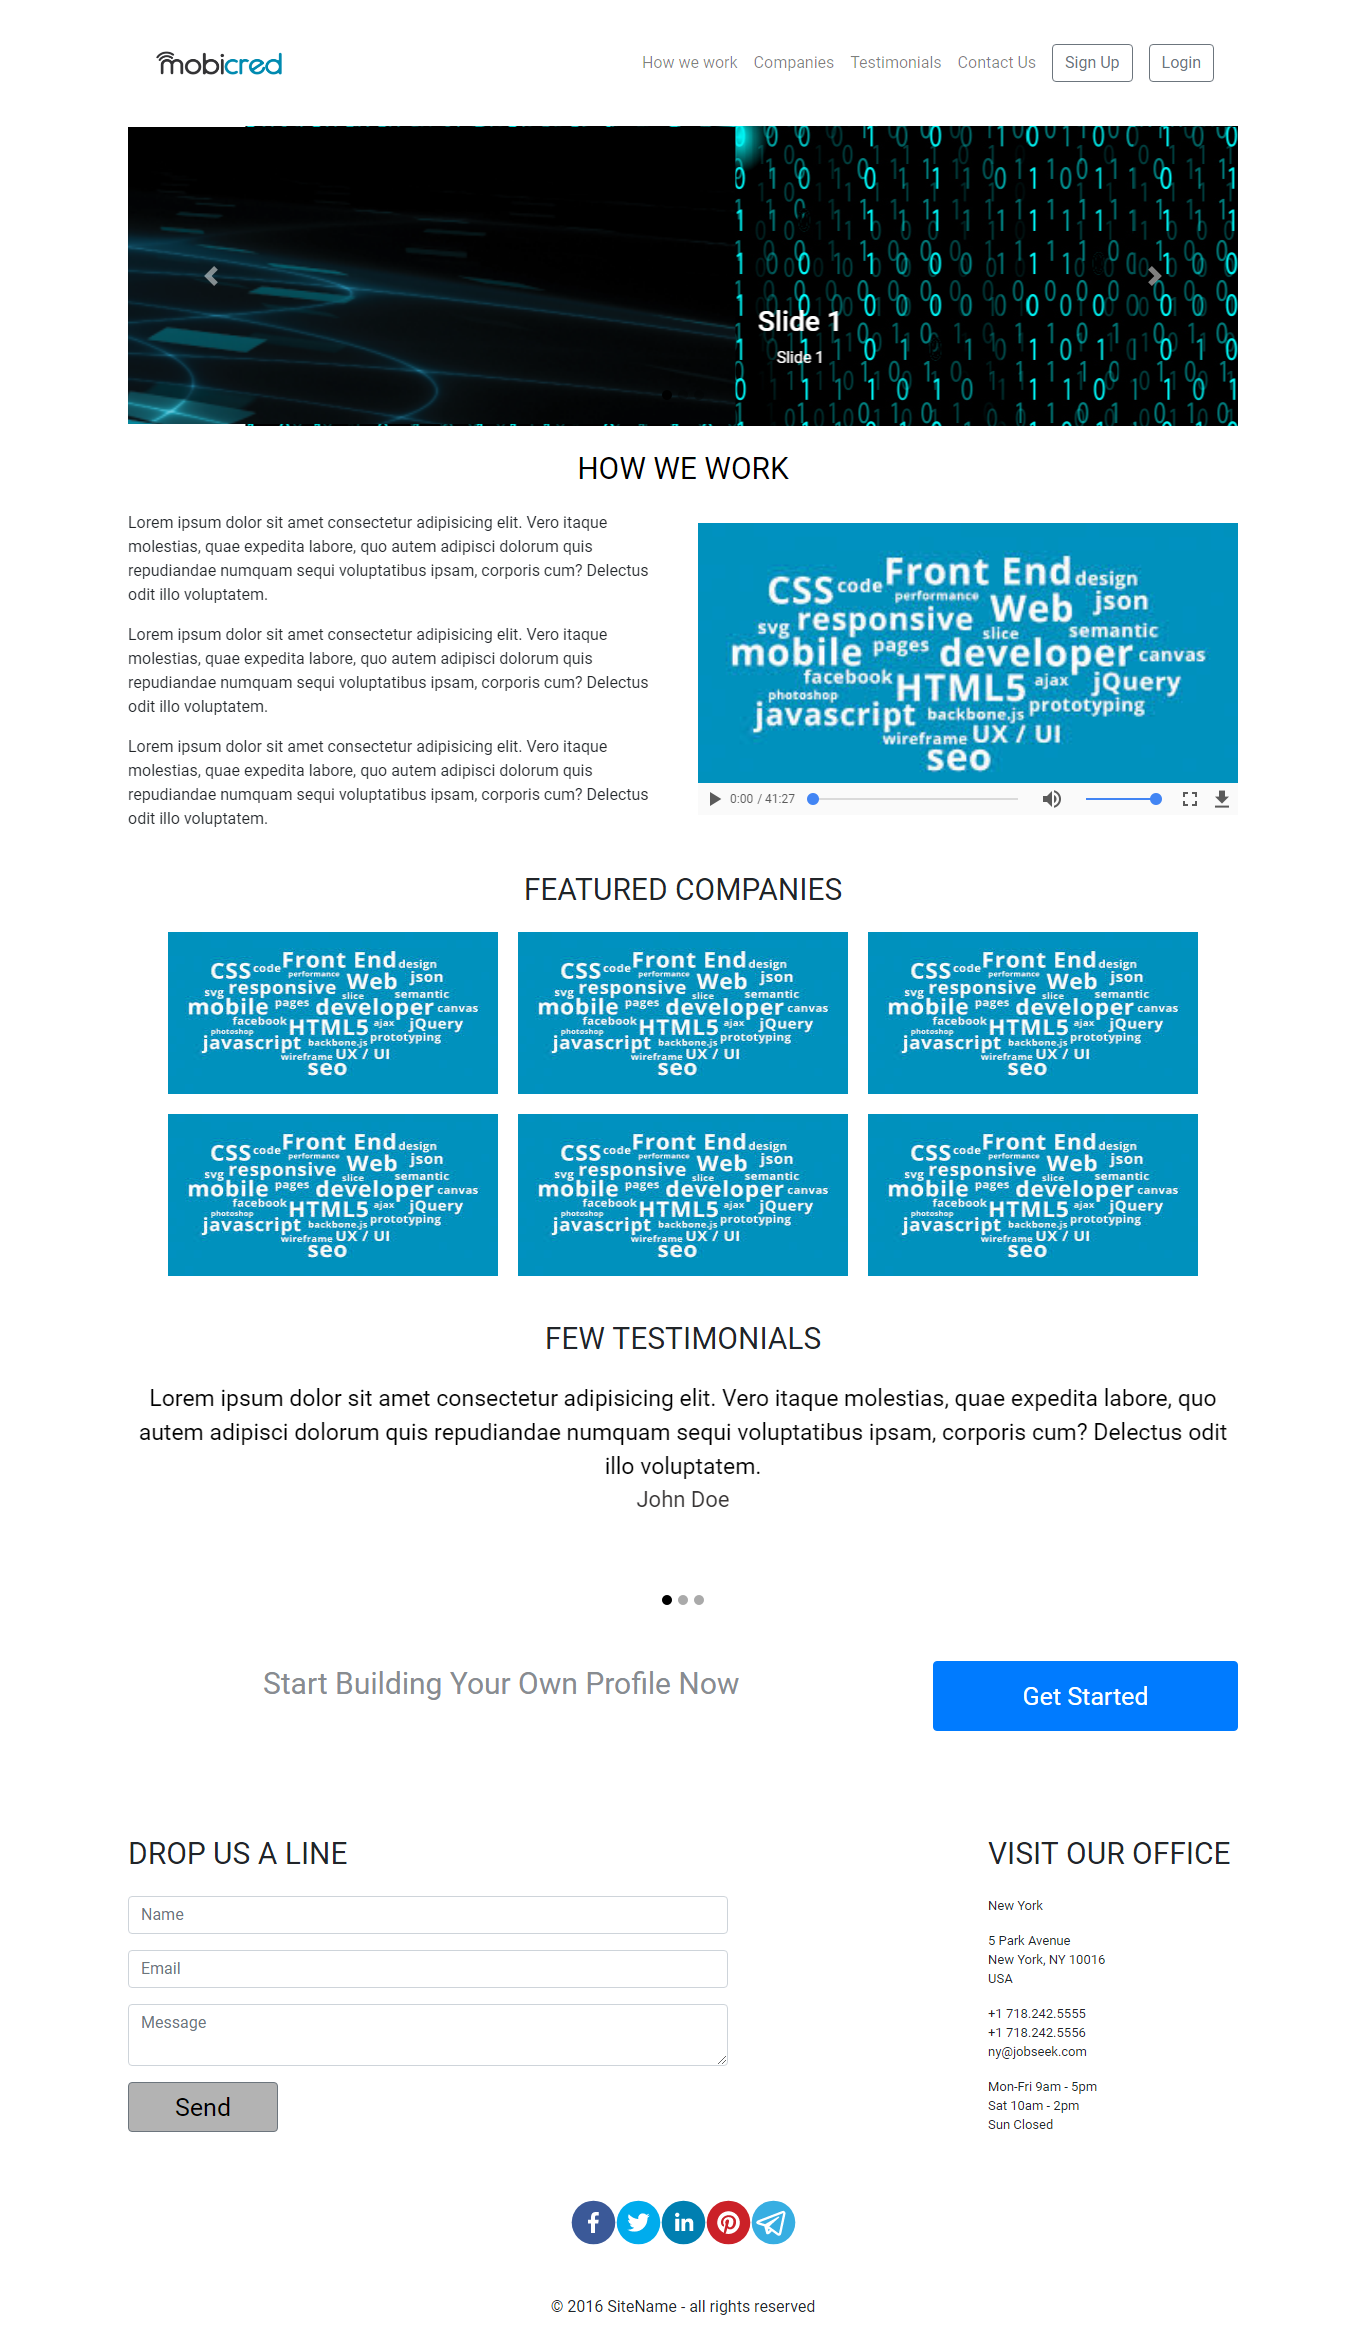 mobicred
How we work Companies Testimonials Contact Us Sign Up Login
Slide 1
Slide 1
HOW WE WORK
Lorem ipsum dolor sit amet consectetur adipisicing elit. Vero itaque
molestias, quae expedita labore, quo autem adipisci dolorum quis
repudiandae numquam sequi voluptatibus ipsam, corporis cum? Delectus
odit illo voluptatem.
Lorem ipsum dolor sit amet consectetur adipisicing elit. Vero itaque
molestias, quae expedita labore, quo autem adipisci dolorum quis
repudiandae numquam sequi voluptatibus ipsam, corporis cum? Delectus
odit illo voluptatem.
Lorem ipsum dolor sit amet consectetur adipisicing elit. Vero itaque
molestias, quae expedita labore, quo autem adipisci dolorum quis
repudiandae numquam sequi voluptatibus ipsam, corporis cum? Delectus
odit illo voluptatem.
CSS code Front End design
performance Web json
svg responsive slice semantic
mobile pages developer canvas
facebook HTML5 ajax jQuery
photoshop
javascript backbone.js prototyping
wireframe UX / UI
seo
0:00 / 41:27
FEATURED COMPANIES
CSS code Front End design
performance Web json
svg responsive slice semantic
mobile pages developer canvas
facebook HTML5 ajax jQuery
photoshop
javascript backbone.js prototyping
wireframe UX / UI
seo
CSS code Front End design
performance Web json
svg responsive slice semantic
mobile pages developer canvas
facebook HTML5 ajax jQuery
photoshop
javascript backbone.js prototyping
wireframe UX / UI
seo
CSS code Front End design
performance Web json
svg responsive slice semantic
mobile pages developer canvas
facebook HTML5 ajax jQuery
photoshop
javascript backbone.js prototyping
wireframe UX / UI
seo
CSS code Front End design
performance Web json
svg responsive slice semantic
mobile pages developer canvas
facebook HTML5 ajax jQuery
photoshop
javascript backbone.js prototyping
wireframe UX / UI
seo
CSS code Front End design
performance Web json
svg responsive slice semantic
mobile pages developer canvas
facebook HTML5 ajax jQuery
photoshop
javascript backbone.js prototyping
wireframe UX / UI
seo
CSS code Front End design
performance Web json
svg responsive slice semantic
mobile pages developer canvas
facebook HTML5 ajax jQuery
photoshop
javascript backbone.js prototyping
wireframe UX / UI
seo
FEW TESTIMONIALS
Lorem ipsum dolor sit amet consectetur adipisicing elit. Vero itaque molestias, quae expedita labore, quo
autem adipisci dolorum quis repudiandae numquam sequi voluptatibus ipsam, corporis cum? Delectus odit
illo voluptatem.
John Doe
Start Building Your Own Profile Now
Get Started
DROP US A LINE
Name
Email
Message
Send
VISIT OUR OFFICE
New York
5 Park Avenue
New York, NY 10016
USA
+1 718.242.5555
+1 718.242.5556
ny@jobseek.com
Mon-Fri 9am - 5pm
Sat 10am - 2pm
Sun Closed
© 2016 SiteName - all rights reserved